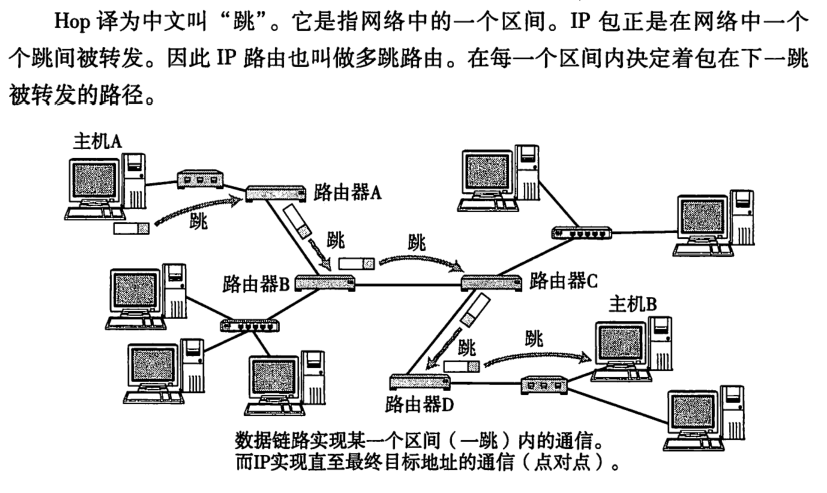 Hop 译为中文叫“跳”。它是指网络中的一个区间。IP 包正是在网络中一个
个跳间被转发。因此 IP 路由也叫做多跳路由。在每一个区间内决定着包在下一跳
被转发的路径。
主机A
路由器A
跳
跳
跳
路由器B
路由器C
主机B
跳
跳
路由器D
数据链路实现某一个区间（一跳）内的通信。
而IP实现直至最终目标地址的通信（点对点）。